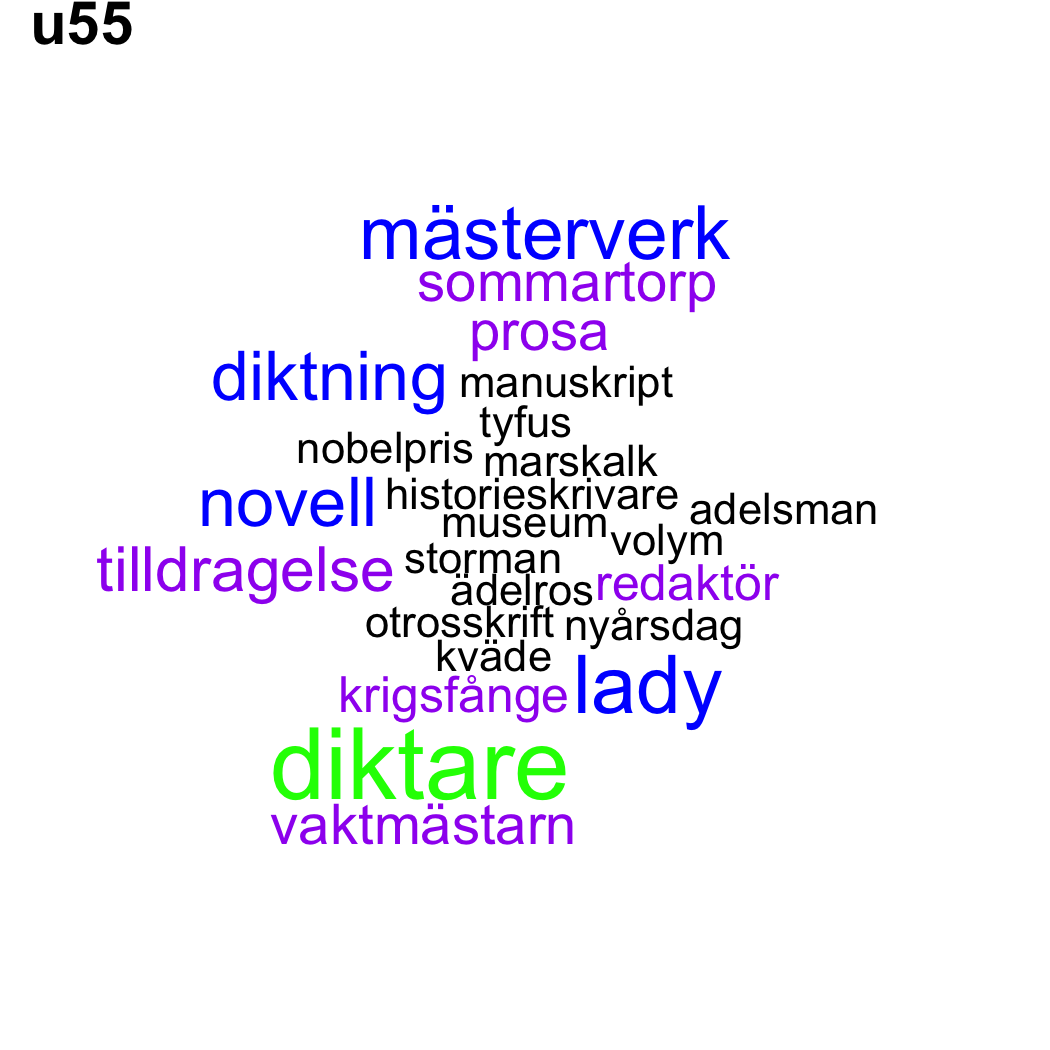 u55
mästerverk
sommartorp
prosa
diktning manuskript
tyfus
nobelpris marskalk
novell historieskrivare adelsman
museum volym
tilldragelse storman
ädelros redaktör
otrosskrift nyårsdag
kväde
krigsfånge lady
diktare
vaktmästarn